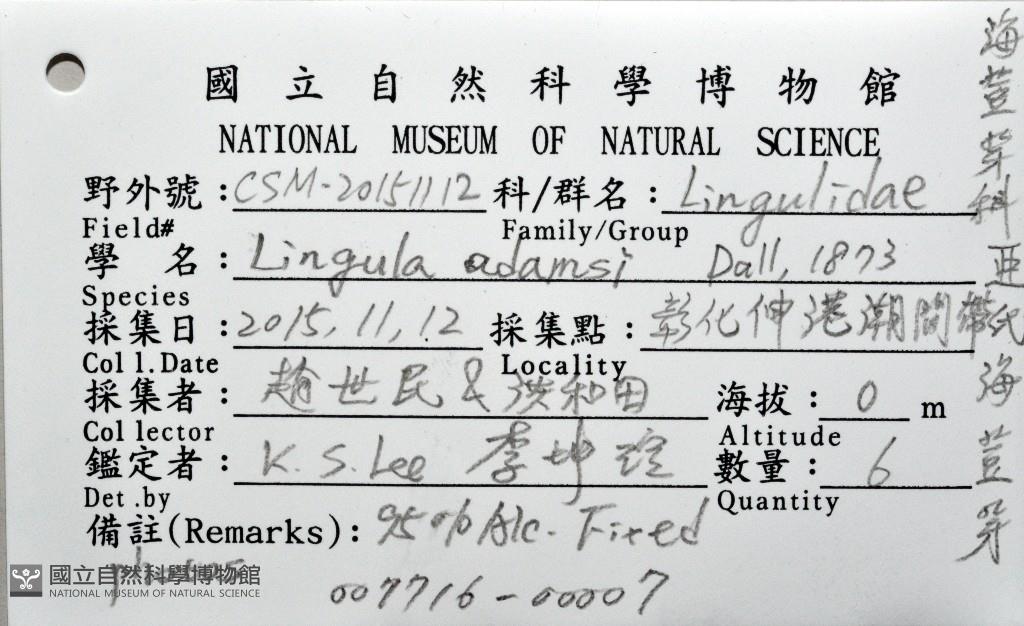 國立自然科學博物館
NATIONAL MUSEUM OF NATURAL SCIENCE
野外號：CSM-20151112 科/群名：Lingulidae
Field# Family/Group
學名：Lingula adamsi Dall, 1873
Species
採集日：2015, 11, 12 採集點：彰化伸港潮間帶
Coll.Date Locality
採集者：趙世民 & 洪和田 海拔：0 m
Collector Altitude
鑑定者：K. S. Lee 李坤瑄 數量：6
Det.by Quantity
備註(Remarks)：95% Alc. Fixed
007716-00007
海荳芽科
亞氏海荳芽
國立自然科學博物館
NATIONAL MUSEUM OF NATURAL SCIENCE